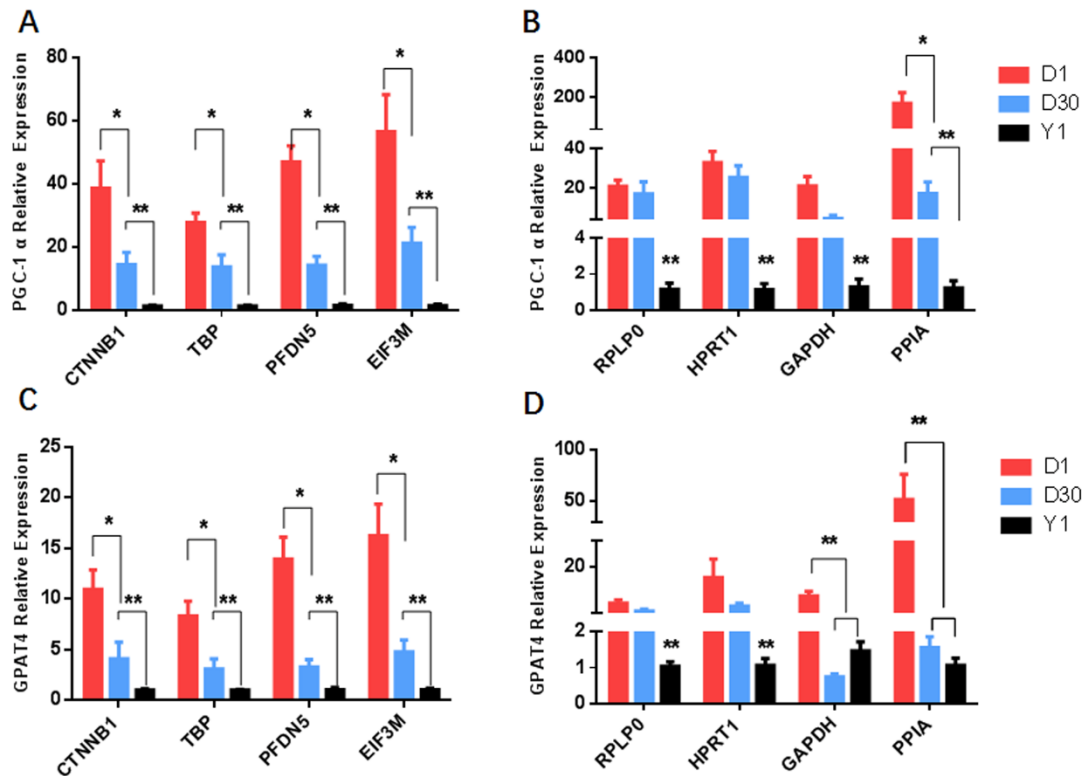 A
PGC-1 α Relative Expression
80
60
40
20
0
* ** * ** * ** * **
CTNNB1 TBP PFDN5 EIF3M
B
PGC-1 α Relative Expression
400
200
40
20
4
2
0
** ** ** * **
RPLP0 HPRT1 GAPDH PPIA
D1
D30
Y1
C
GPAT4 Relative Expression
25
20
15
10
5
0
* ** * ** * ** * **
CTNNB1 TBP PFDN5 EIF3M
D
GPAT4 Relative Expression
100
50
20
2
1
0
** ** ** **
RPLP0 HPRT1 GAPDH PPIA
D1
D30
Y1